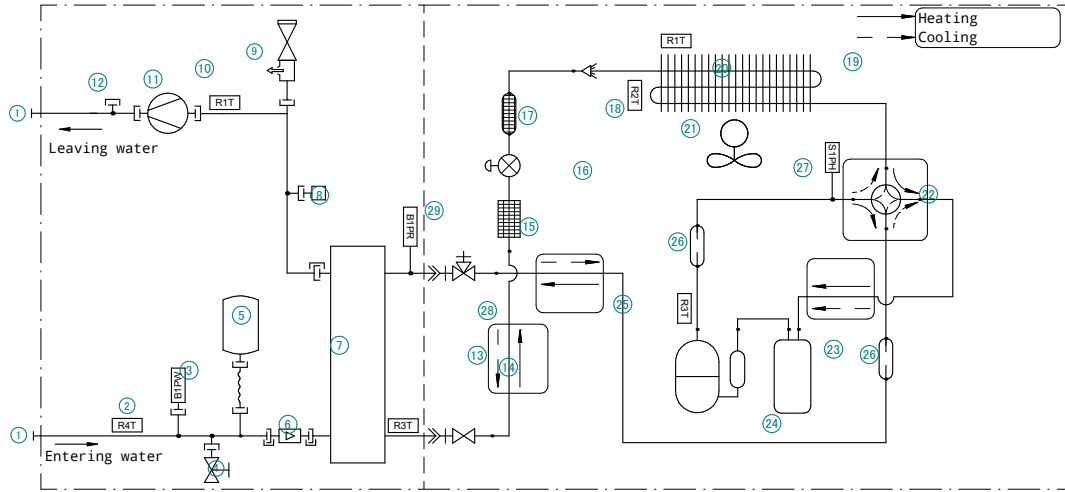 Heating
Cooling
9
10
11
12
R1T
1
Leaving water
8
R1T
20
19
R2T
18
17
21
16
27
S1PH
22
15
29
B1PR
26
28
25
R3T
23
26
13
14
24
5
7
3
B1PW
2
R4T
6
1
R3T
Entering water
4